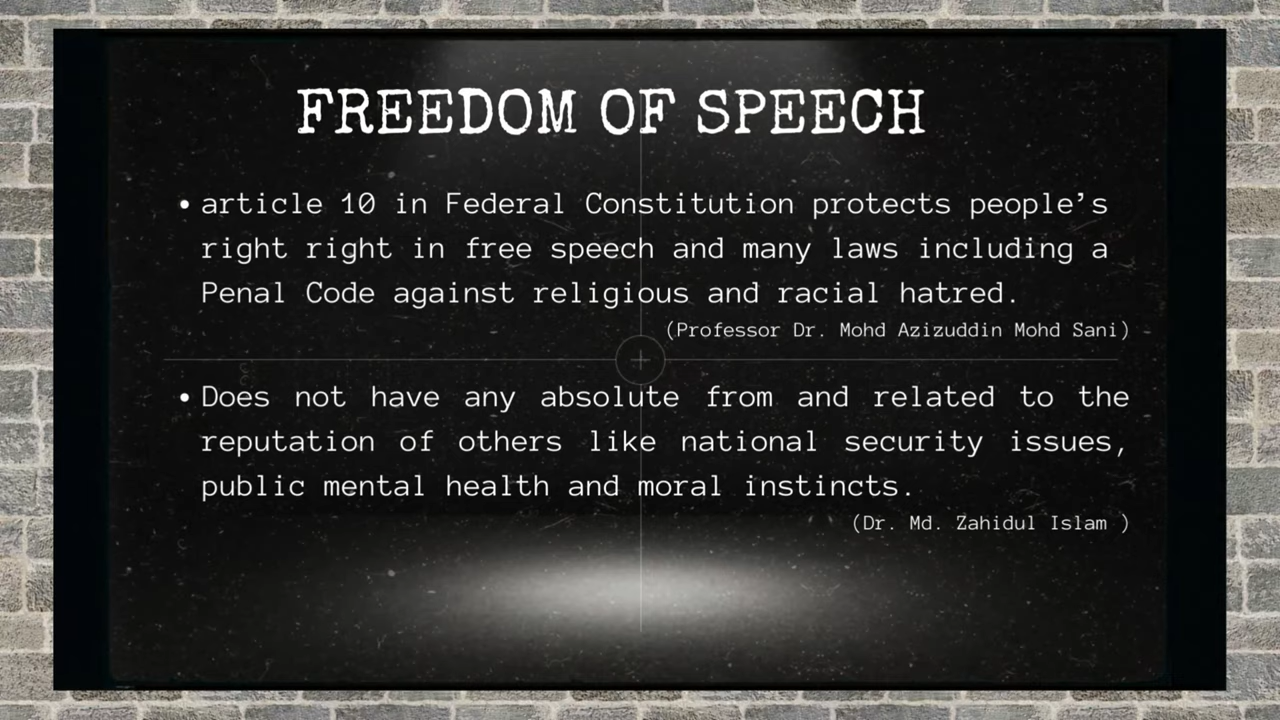 FREEDOM OF SPEECH
• article 10 in Federal Constitution protects people’s
right right in free speech and many laws including a
Penal Code against religious and racial hatred.
(Professor Dr. Mohd Azizuddin Mohd Sani)
• Does not have any absolute from and related to the
reputation of others like national security issues,
public mental health and moral instincts.
(Dr. Md. Zahidul Islam )